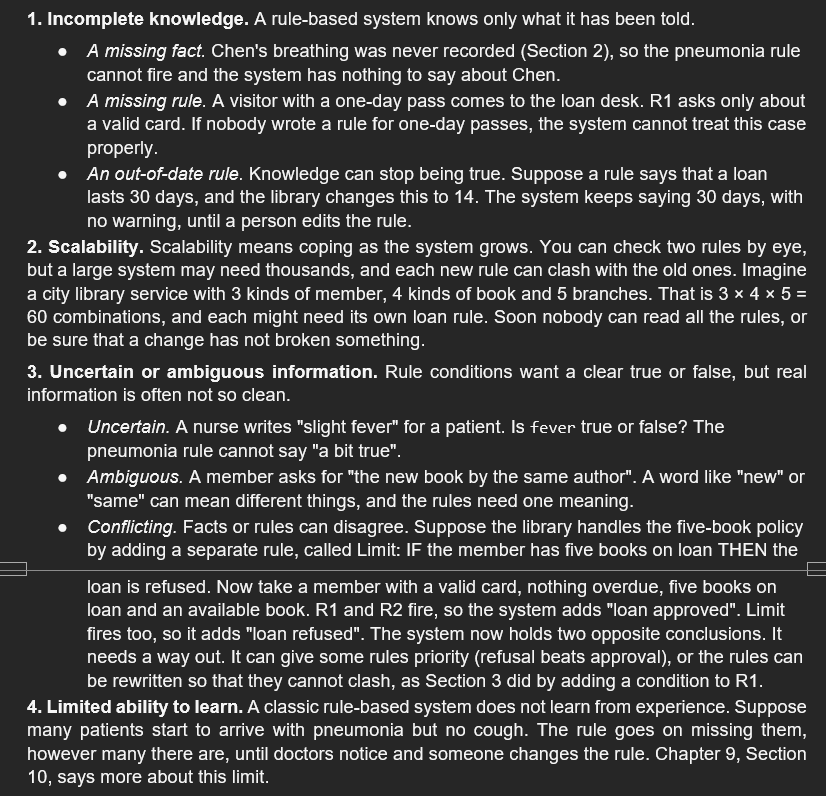 1. Incomplete knowledge. A rule-based system knows only what it has been told.
● A missing fact. Chen's breathing was never recorded (Section 2), so the pneumonia rule
cannot fire and the system has nothing to say about Chen.
● A missing rule. A visitor with a one-day pass comes to the loan desk. R1 asks only about
a valid card. If nobody wrote a rule for one-day passes, the system cannot treat this case
properly.
● An out-of-date rule. Knowledge can stop being true. Suppose a rule says that a loan
lasts 30 days, and the library changes this to 14. The system keeps saying 30 days, with
no warning, until a person edits the rule.
2. Scalability. Scalability means coping as the system grows. You can check two rules by eye,
but a large system may need thousands, and each new rule can clash with the old ones. Imagine
a city library service with 3 kinds of member, 4 kinds of book and 5 branches. That is 3 × 4 × 5 =
60 combinations, and each might need its own loan rule. Soon nobody can read all the rules, or
be sure that a change has not broken something.
3. Uncertain or ambiguous information. Rule conditions want a clear true or false, but real
information is often not so clean.
● Uncertain. A nurse writes "slight fever" for a patient. Is fever true or false? The
pneumonia rule cannot say "a bit true".
● Ambiguous. A member asks for "the new book by the same author". A word like "new" or
"same" can mean different things, and the rules need one meaning.
● Conflicting. Facts or rules can disagree. Suppose the library handles the five-book policy
by adding a separate rule, called Limit: IF the member has five books on loan THEN the
loan is refused. Now take a member with a valid card, nothing overdue, five books on
loan and an available book. R1 and R2 fire, so the system adds "loan approved". Limit
fires too, so it adds "loan refused". The system now holds two opposite conclusions. It
needs a way out. It can give some rules priority (refusal beats approval), or the rules can
be rewritten so that they cannot clash, as Section 3 did by adding a condition to R1.
4. Limited ability to learn. A classic rule-based system does not learn from experience. Suppose
many patients start to arrive with pneumonia but no cough. The rule goes on missing them,
however many there are, until doctors notice and someone changes the rule. Chapter 9, Section
10, says more about this limit.